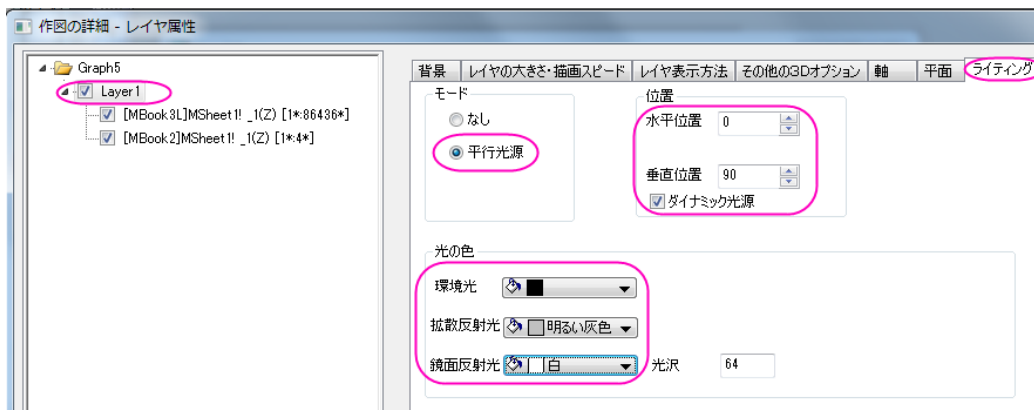 作図の詳細 - レイヤ属性
Graph5
Layer1
[MBook3L]MSheet1! _1(Z) [1*:86436*]
[MBook2]MSheet1! _1(Z) [1*:4*]
背景 レイヤの大きさ・描画スピード レイヤ表示方法 その他の3Dオプション 軸 平面 ライティング
モード
なし
平行光源
位置
水平位置 0
垂直位置 90
ダイナミック光源
光の色
環境光
拡散反射光 明るい灰色
鏡面反射光 白 光沢 64